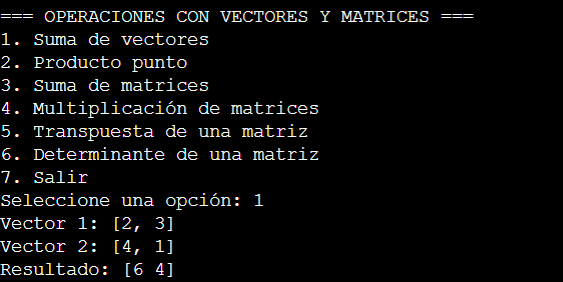 === OPERACIONES CON VECTORES Y MATRICES ===
1. Suma de vectores
2. Producto punto
3. Suma de matrices
4. Multiplicación de matrices
5. Transpuesta de una matriz
6. Determinante de una matriz
7. Salir
Seleccione una opción: 1
Vector 1: [2, 3]
Vector 2: [4, 1]
Resultado: [6 4]